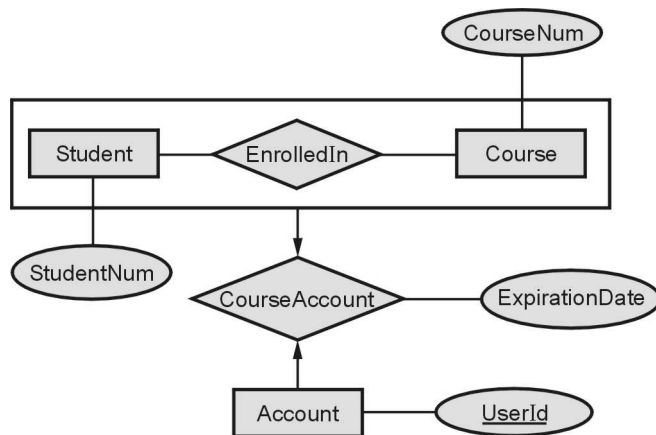 CourseNum
Student
EnrolledIn
Course
StudentNum
CourseAccount
ExpirationDate
Account
UserId